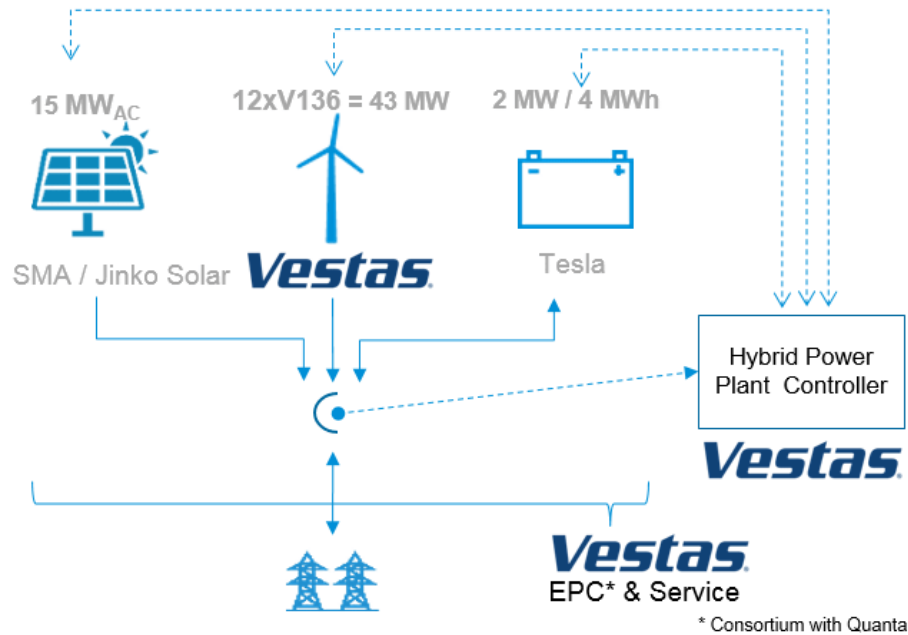 15 MWAC
12xV136 = 43 MW
2 MW / 4 MWh
SMA / Jinko Solar
Vestas.
Tesla
Hybrid Power
Plant Controller
Vestas.
Vestas.
EPC* & Service
* Consortium with Quanta